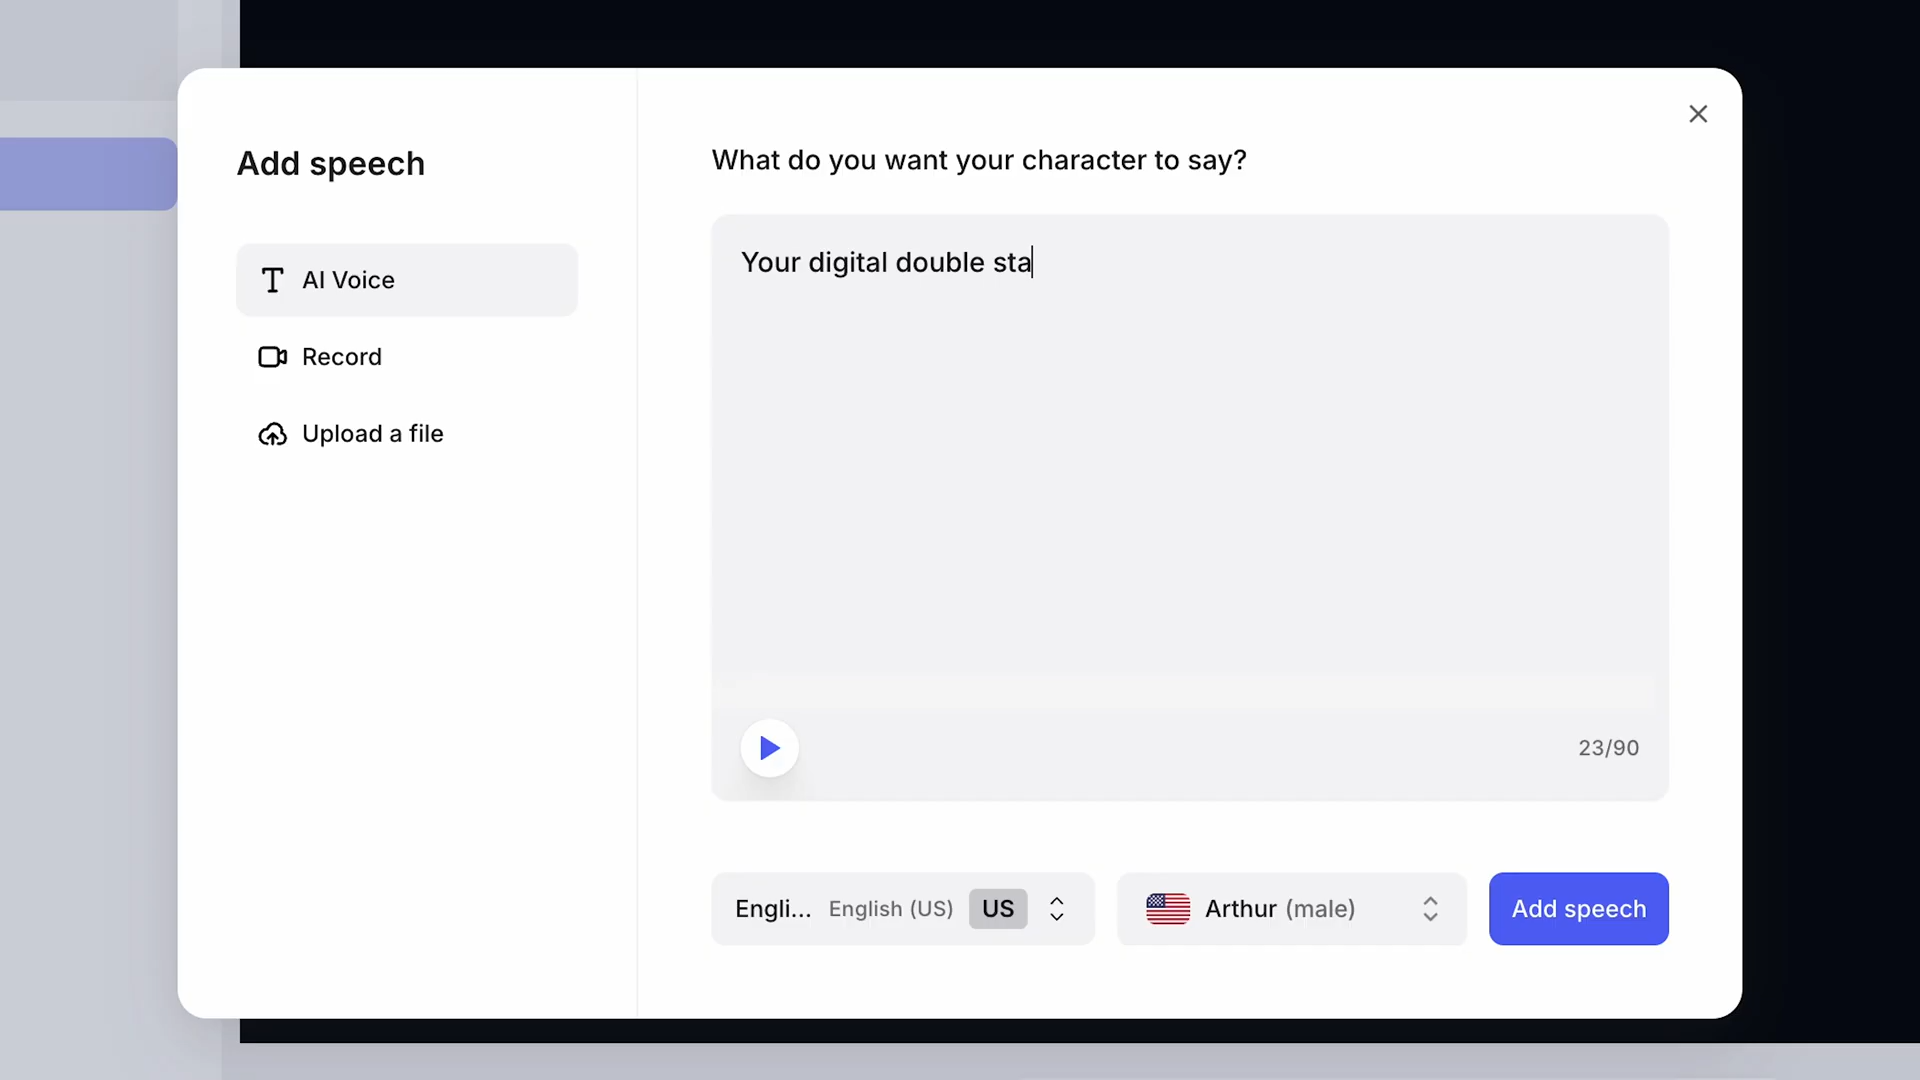 Add speech
AI Voice
Record
Upload a file
What do you want your character to say?
Your digital double sta
23/90
Engli... English (US) US
Arthur (male)
Add speech